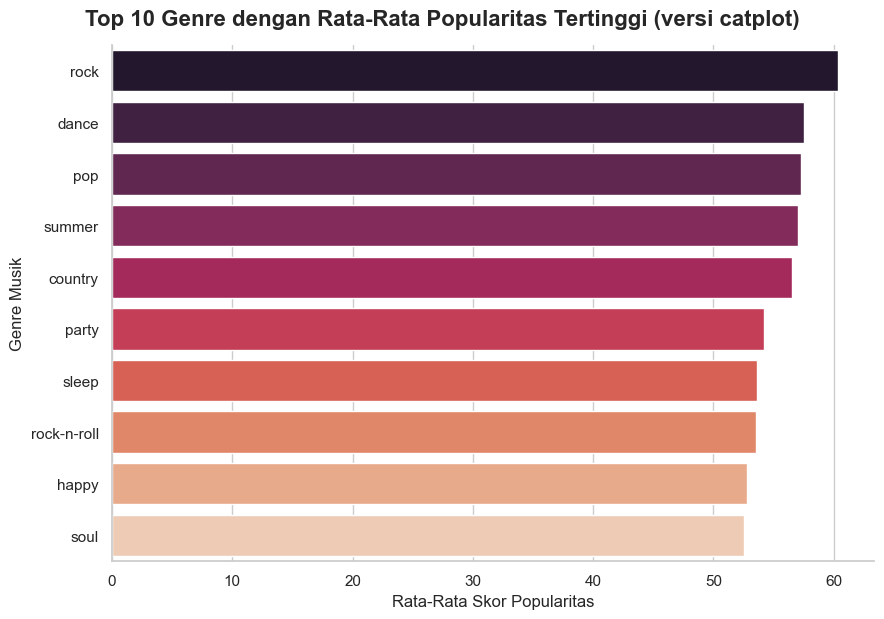 Top 10 Genre dengan Rata-Rata Popularitas Tertinggi (versi catplot)
Genre Musik
rock
dance
pop
summer
country
party
sleep
rock-n-roll
happy
soul
0 10 20 30 40 50 60
Rata-Rata Skor Popularitas